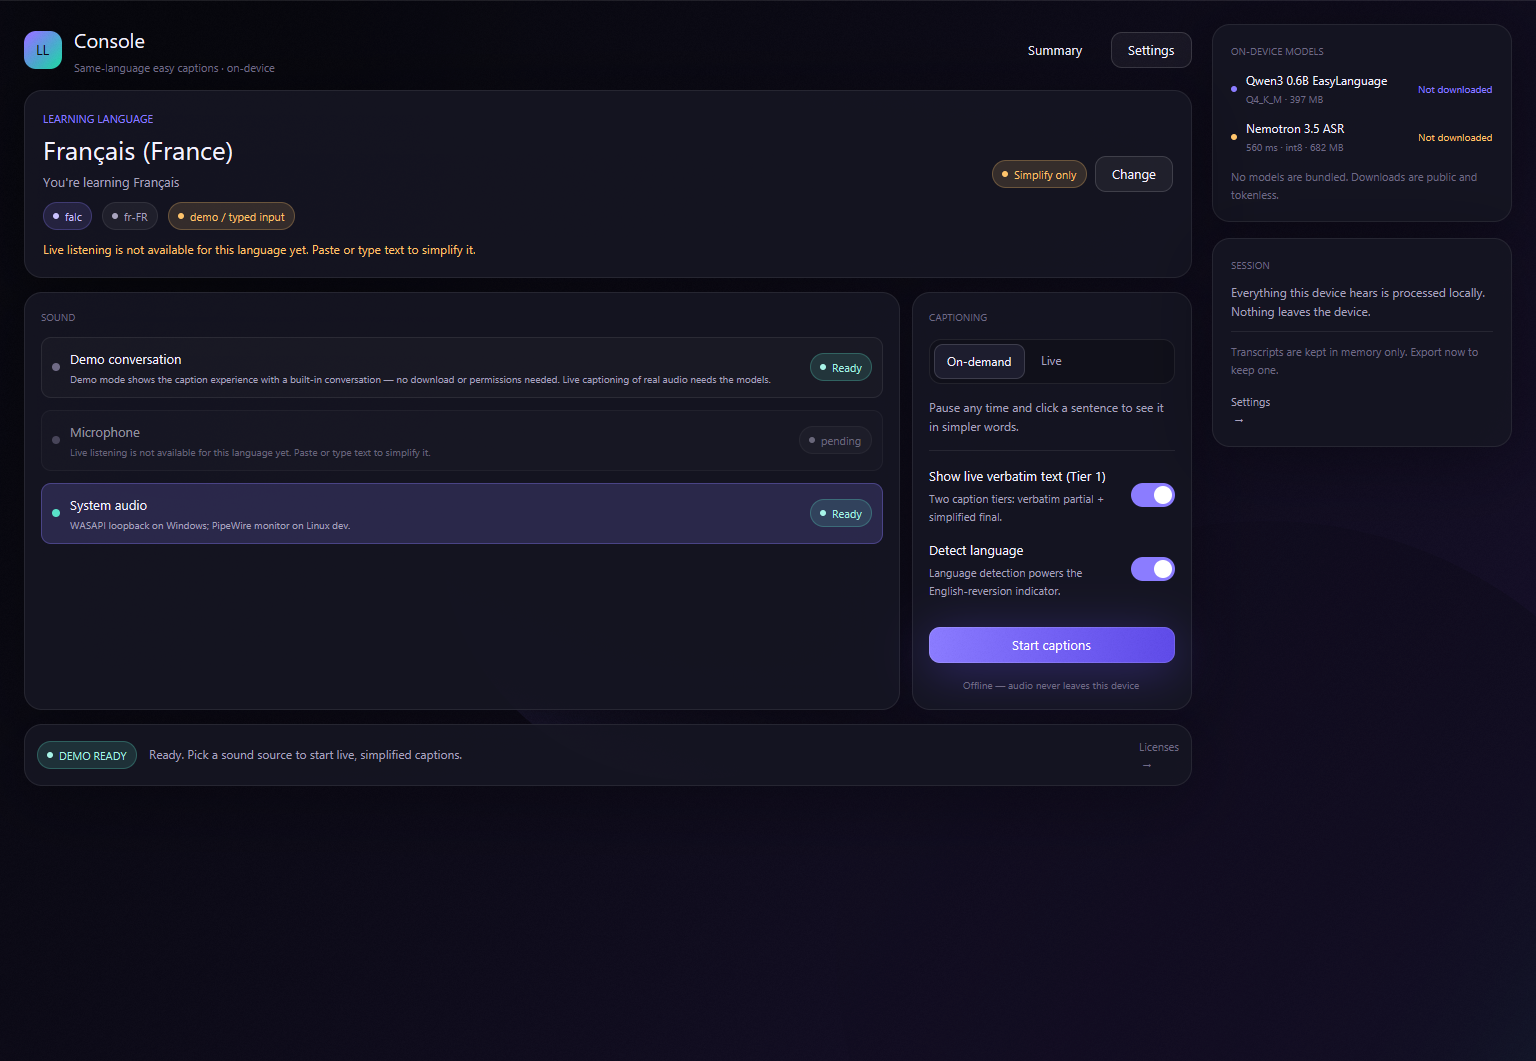 LL
Console
Same-language easy captions · on-device
Summary
Settings
LEARNING LANGUAGE
Français (France)
You're learning Français
falc
fr-FR
demo / typed input
Live listening is not available for this language yet. Paste or type text to simplify it.
Simplify only
Change
SOUND
Demo conversation
Demo mode shows the caption experience with a built-in conversation — no download or permissions needed. Live captioning of real audio needs the models.
Ready
Microphone
Live listening is not available for this language yet. Paste or type text to simplify it.
pending
System audio
WASAPI loopback on Windows; PipeWire monitor on Linux dev.
Ready
CAPTIONING
On-demand
Live
Pause any time and click a sentence to see it
in simpler words.
Show live verbatim text (Tier 1)
Two caption tiers: verbatim partial +
simplified final.
Detect language
Language detection powers the
English-reversion indicator.
Start captions
Offline — audio never leaves this device
DEMO READY
Ready. Pick a sound source to start live, simplified captions.
Licenses
→
ON-DEVICE MODELS
Qwen3 0.6B EasyLanguage
Q4_K_M · 397 MB
Not downloaded
Nemotron 3.5 ASR
560 ms · int8 · 682 MB
Not downloaded
No models are bundled. Downloads are public and
tokenless.
SESSION
Everything this device hears is processed locally.
Nothing leaves the device.
Transcripts are kept in memory only. Export now to
keep one.
Settings
→